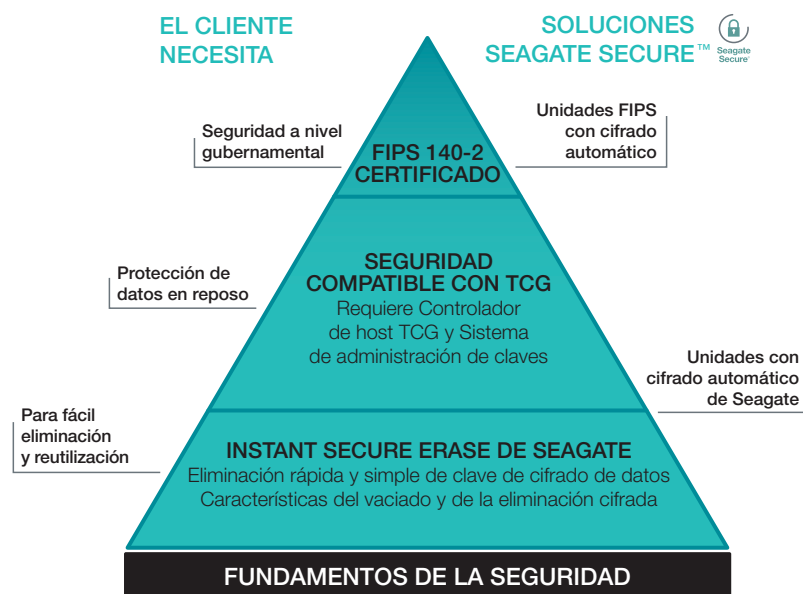 EL CLIENTE
NECESITA
SOLUCIONES
SEAGATE SECURE™
Seagate
Secure®
Seguridad a nivel
gubernamental
FIPS 140-2
CERTIFICADO
Unidades FIPS
con cifrado
automático
Protección de
datos en reposo
SEGURIDAD
COMPATIBLE CON TCG
Requiere Controlador
de host TCG y Sistema
de administración de claves
Unidades con
cifrado automático
de Seagate
Para fácil
eliminación
y reutilización
INSTANT SECURE ERASE DE SEAGATE
Eliminación rápida y simple de clave de cifrado de datos
Características del vaciado y de la eliminación cifrada
FUNDAMENTOS DE LA SEGURIDAD